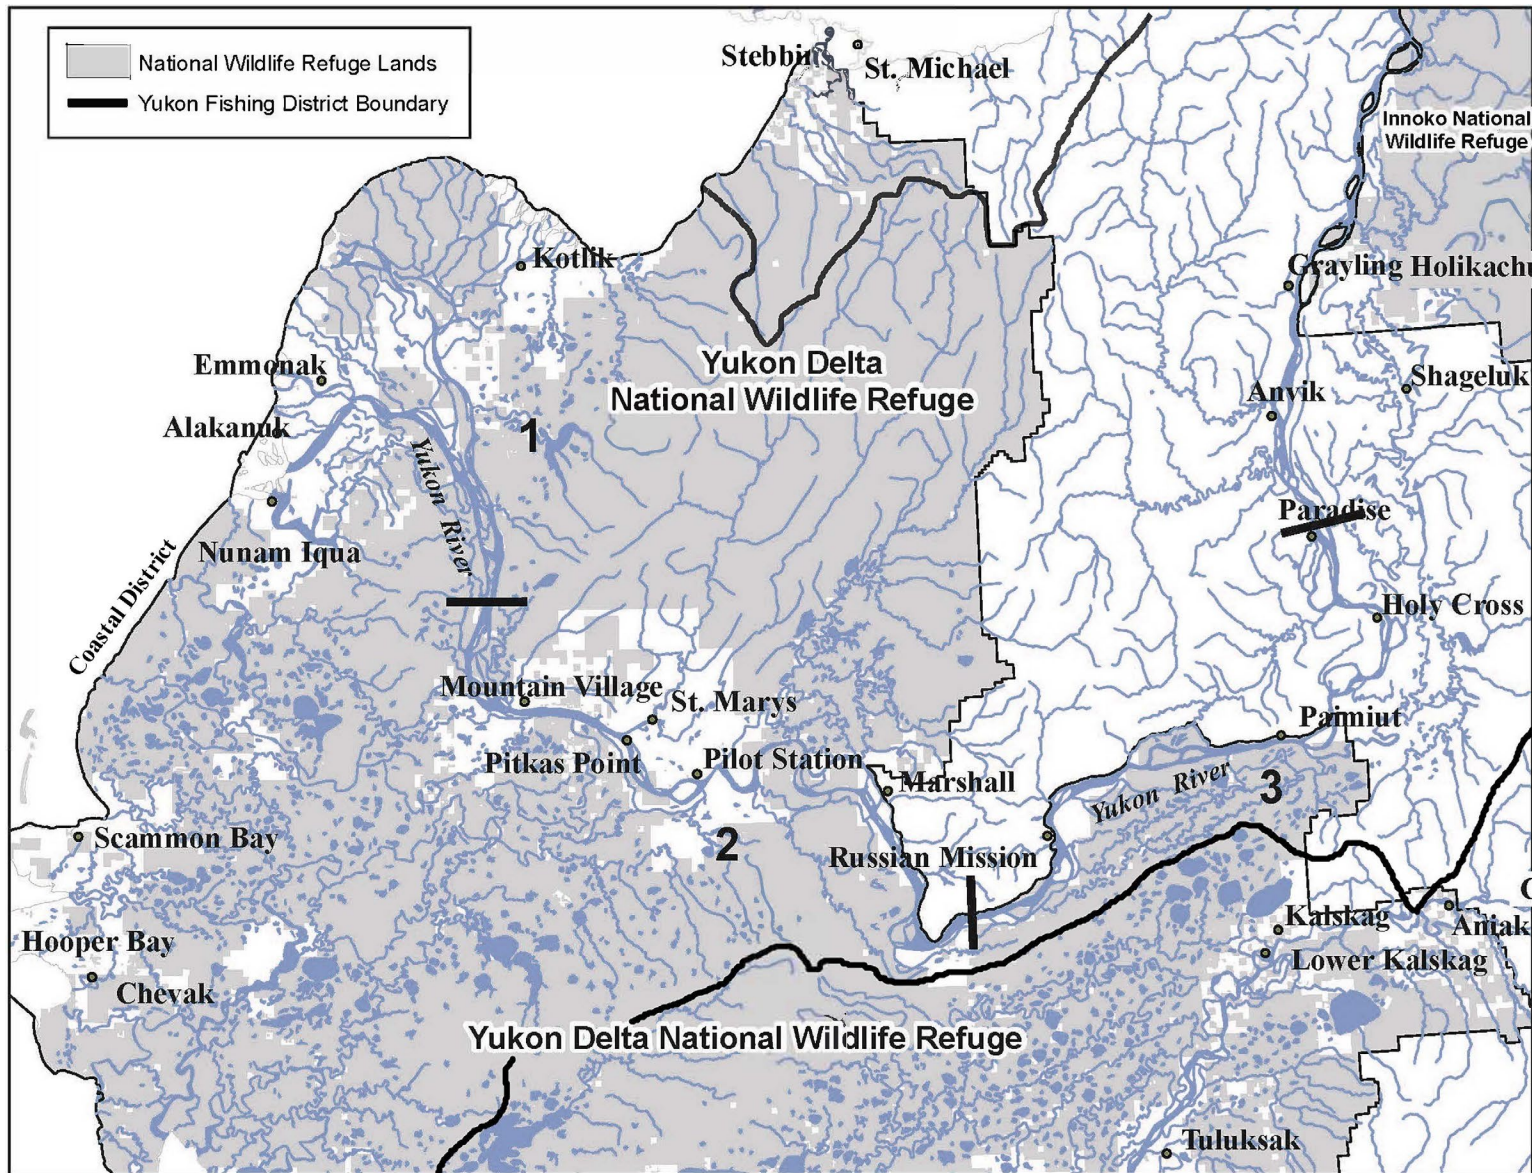 National Wildlife Refuge Lands
Yukon Fishing District Boundary
Stebbins
St. Michael
Innoko National
Wildlife Refuge
Kotlik
Grayling
Yukon Delta
National Wildlife Refuge
Emmonak
Anvik
Shageluk
Alakanuk
1
Yukon River
Paradise
Nunam Iqua
Coastal District
Holy Cross
Mountain Village
St. Marys
Paimiut
Pitkas Point
Pilot Station
Marshall
Yukon River
3
Scammon Bay
2
Russian Mission
Kalskag
Aniak
Hooper Bay
Lower Kalskag
Chevak
Yukon Delta National Wildlife Refuge
Tuluksak